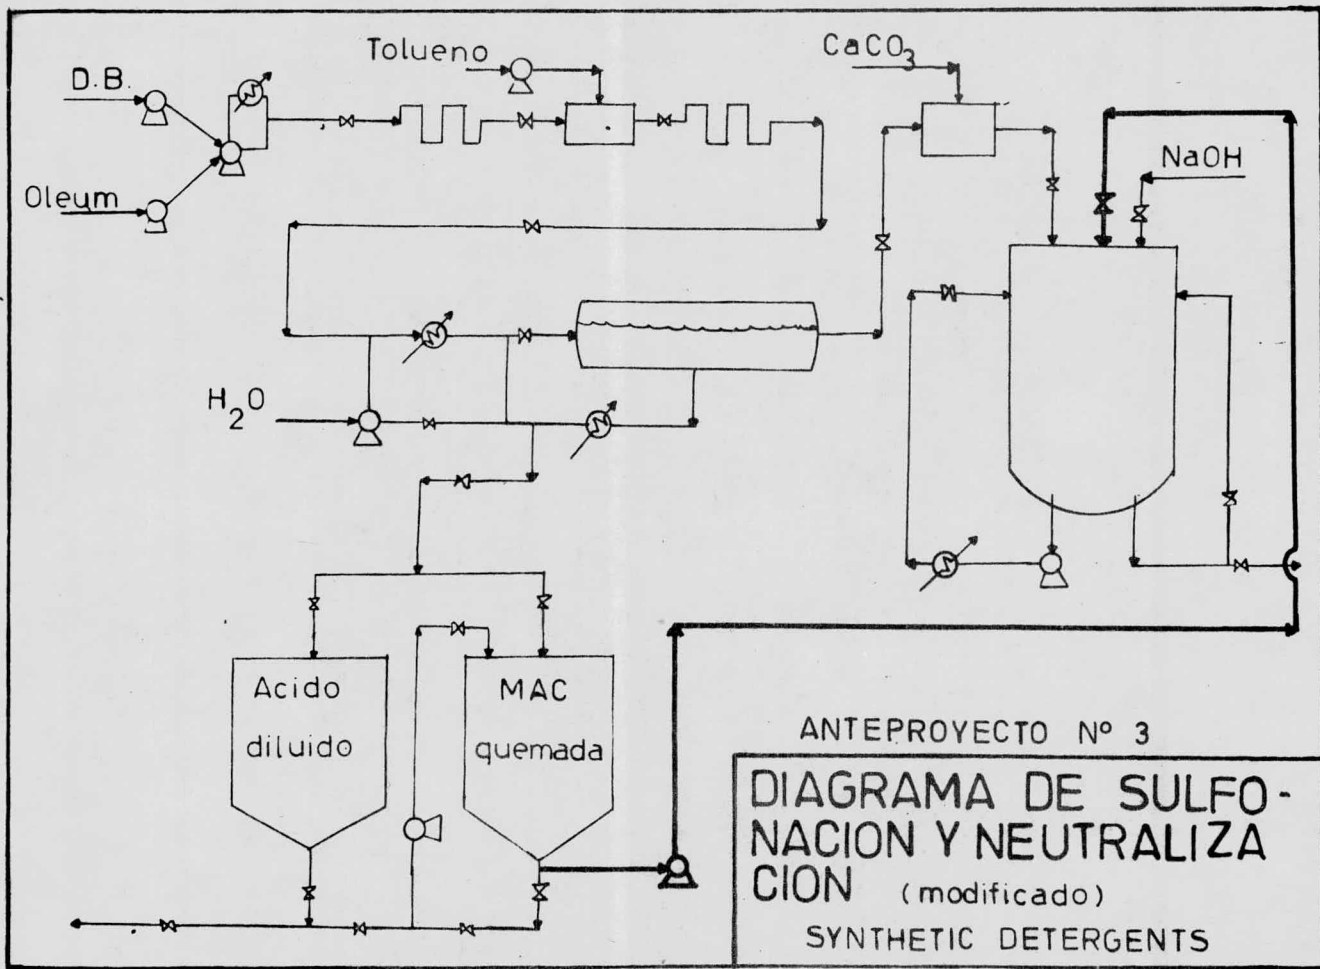 Tolueno
CaCO3
D.B.
NaOH
Oleum
H2O
Acido
diluido
MAC
quemada
ANTEPROYECTO Nº 3
DIAGRAMA DE SULFO-
NACION Y NEUTRALIZA
CION (modificado)
SYNTHETIC DETERGENTS